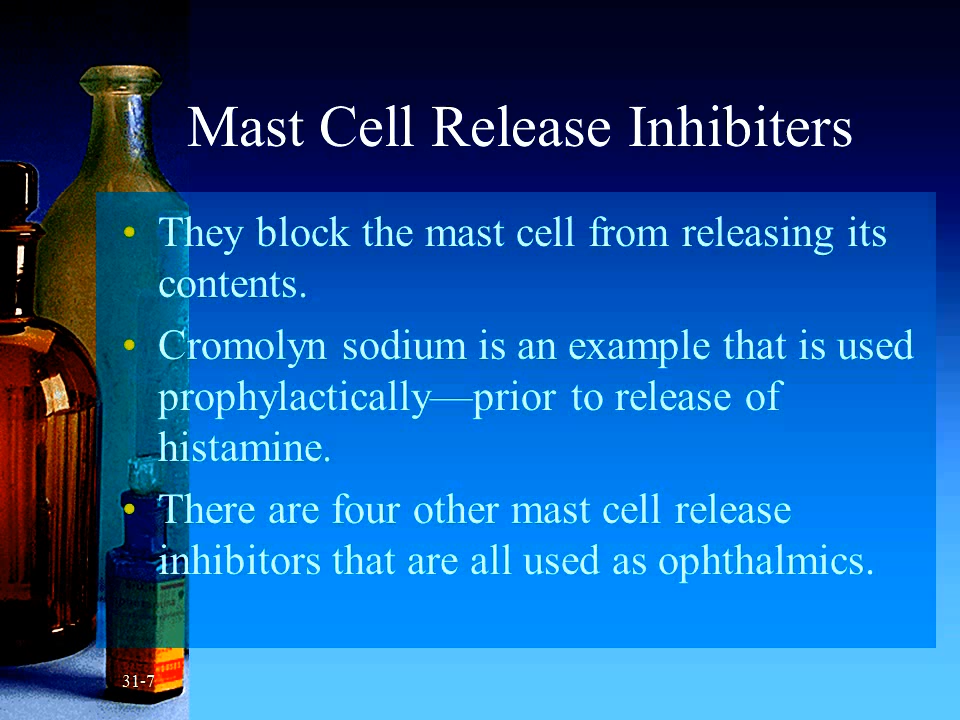 Mast Cell Release Inhibiters
• They block the mast cell from releasing its
contents.
• Cromolyn sodium is an example that is used
prophylactically—prior to release of
histamine.
• There are four other mast cell release
inhibitors that are all used as ophthalmics.
31-7